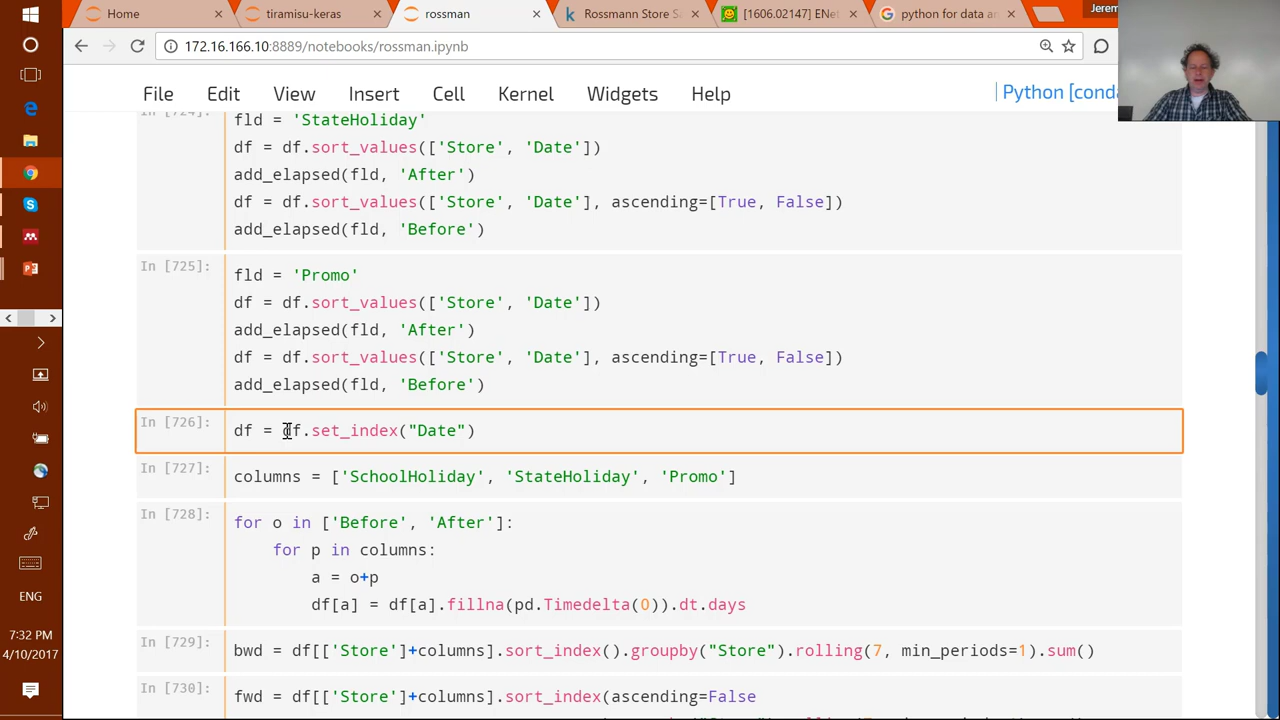 Home
tiramisu-keras
rossman
Rossmann Store S
[1606.02147] ENet
python for data an
Jerem
172.16.166.10:8889/notebooks/rossman.ipynb
File Edit View Insert Cell Kernel Widgets Help
Python [conda
In [724]:
fld = 'StateHoliday'
df = df.sort_values(['Store', 'Date'])
add_elapsed(fld, 'After')
df = df.sort_values(['Store', 'Date'], ascending=[True, False])
add_elapsed(fld, 'Before')
In [725]:
fld = 'Promo'
df = df.sort_values(['Store', 'Date'])
add_elapsed(fld, 'After')
df = df.sort_values(['Store', 'Date'], ascending=[True, False])
add_elapsed(fld, 'Before')
In [726]:
df = df.set_index("Date")
In [727]:
columns = ['SchoolHoliday', 'StateHoliday', 'Promo']
In [728]:
for o in ['Before', 'After']:
for p in columns:
a = o+p
df[a] = df[a].fillna(pd.Timedelta(0)).dt.days
In [729]:
bwd = df[['Store']+columns].sort_index().groupby("Store").rolling(7, min_periods=1).sum()
In [730]:
fwd = df[['Store']+columns].sort_index(ascending=False
ENG
7:32 PM
4/10/2017